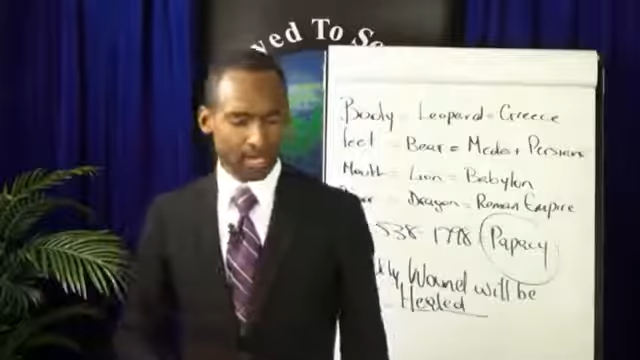 ved To Se
Body = Leopard = Greece
feet = Bear = Medo + Persian
Mouth = Lion = Babylon
Dragon = Roman Empire
538-1798 = Papacy
Wound will be
Healed